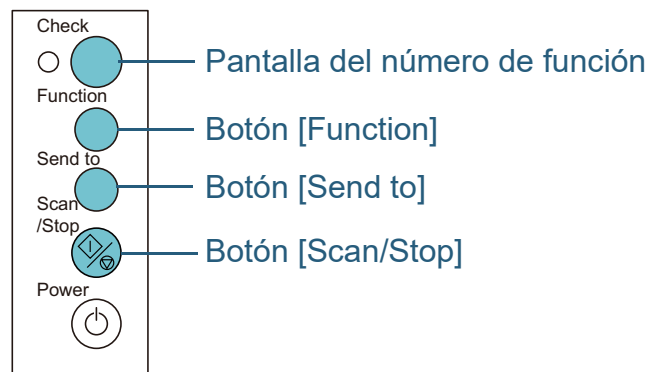 Check
Pantalla del número de función
Function
Botón [Function]
Send to
Botón [Send to]
Scan
/Stop
Botón [Scan/Stop]
Power